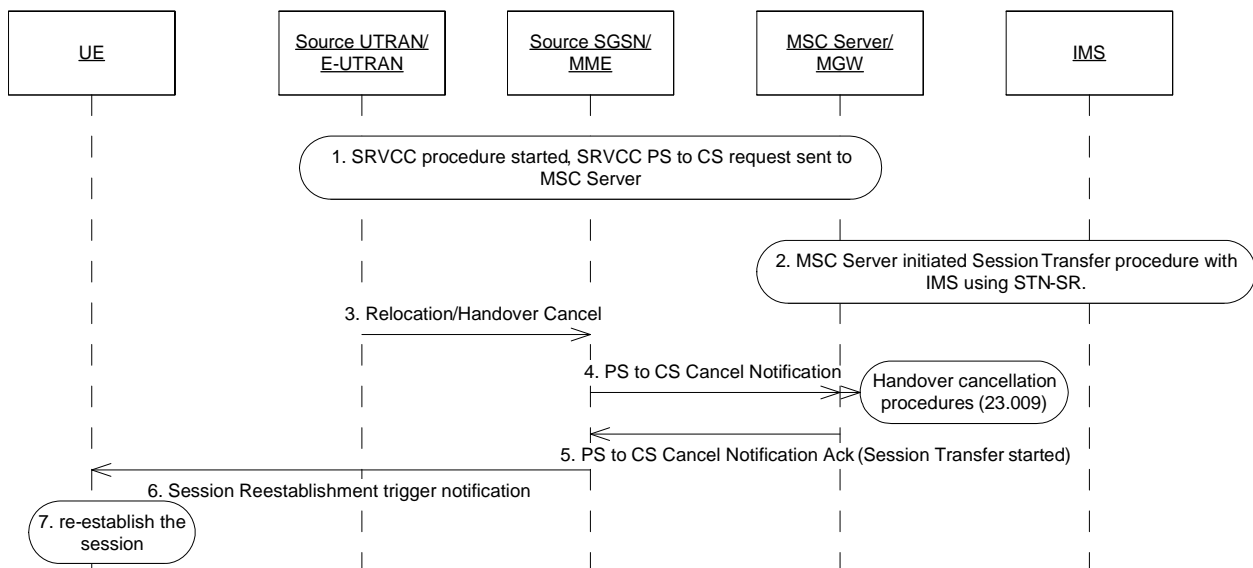 UE
Source UTRAN/
E-UTRAN
Source SGSN/
MME
MSC Server/
MGW
IMS
1. SRVCC procedure started, SRVCC PS to CS request sent to
MSC Server
2. MSC Server initiated Session Transfer procedure with
IMS using STN-SR.
3. Relocation/Handover Cancel
4. PS to CS Cancel Notification
Handover cancellation
procedures (23.009)
5. PS to CS Cancel Notification Ack (Session Transfer started)
6. Session Reestablishment trigger notification
7. re-establish the
session